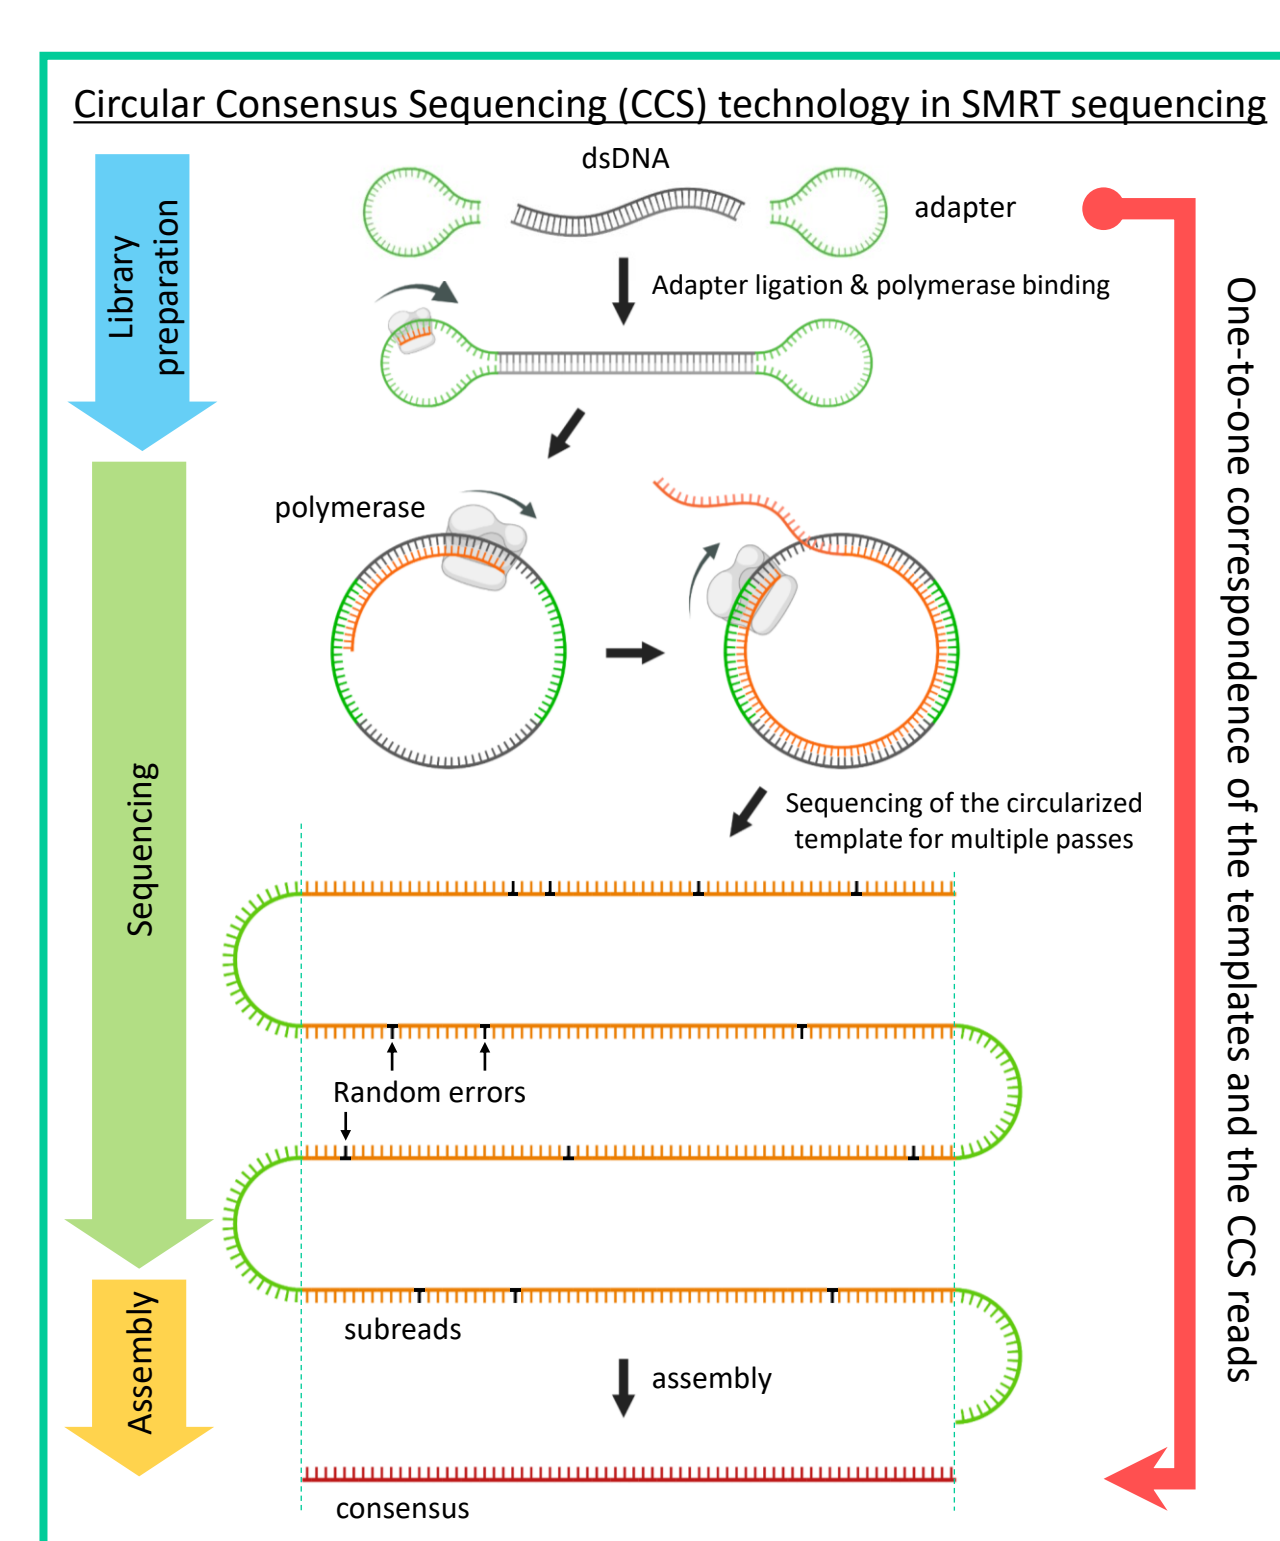 Circular Consensus Sequencing (CCS) technology in SMRT sequencing
dsDNA
adapter
Library
preparation
Adapter ligation & polymerase binding
polymerase
Sequencing
Sequencing of the circularized
template for multiple passes
Random errors
subreads
Assembly
assembly
consensus
One-to-one correspondence of the templates and the CCS reads